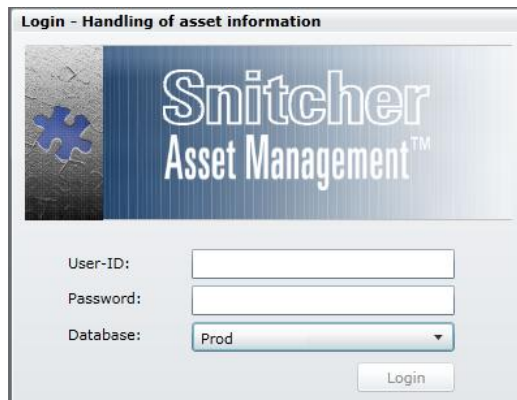 Login - Handling of asset information
Snitcher
Asset Management™
User-ID:
Password:
Database:
Prod
Login